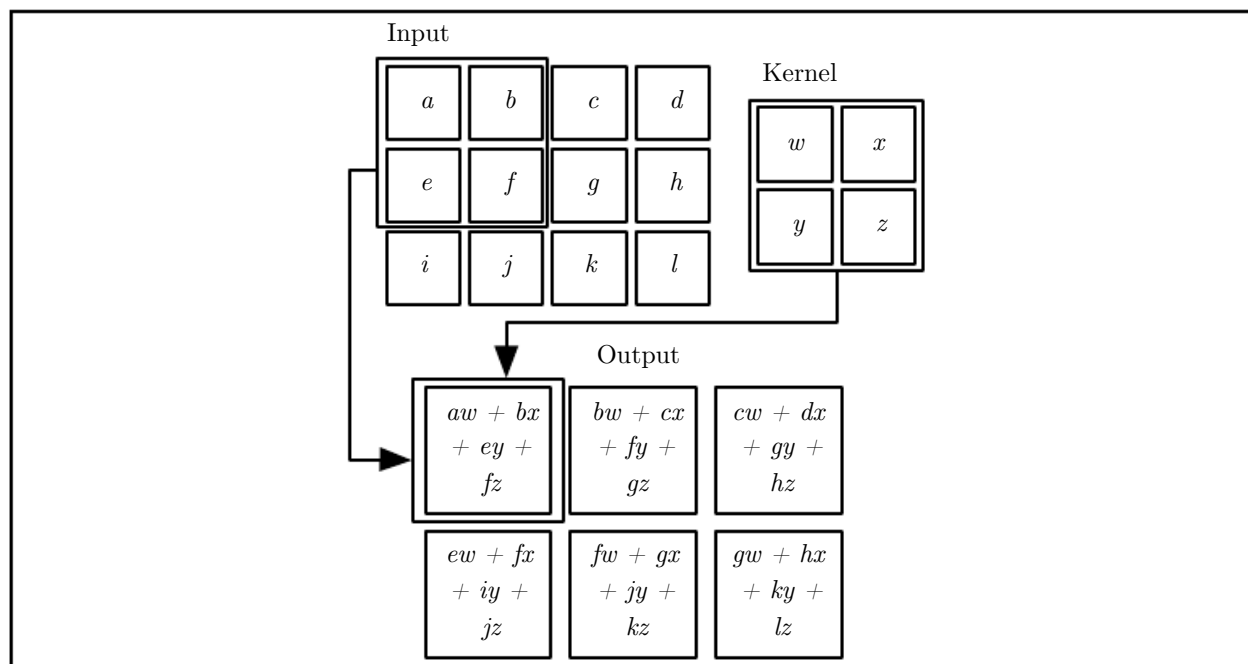 Input
Kernel
a b c d
w x
e f g h
y z
i j k l
Output
aw + bx
+ ey +
fz
bw + cx
+ fy +
gz
cw + dx
+ gy +
hz
ew + fx
+ iy +
jz
fw + gx
+ jy +
kz
gw + hx
+ ky +
lz